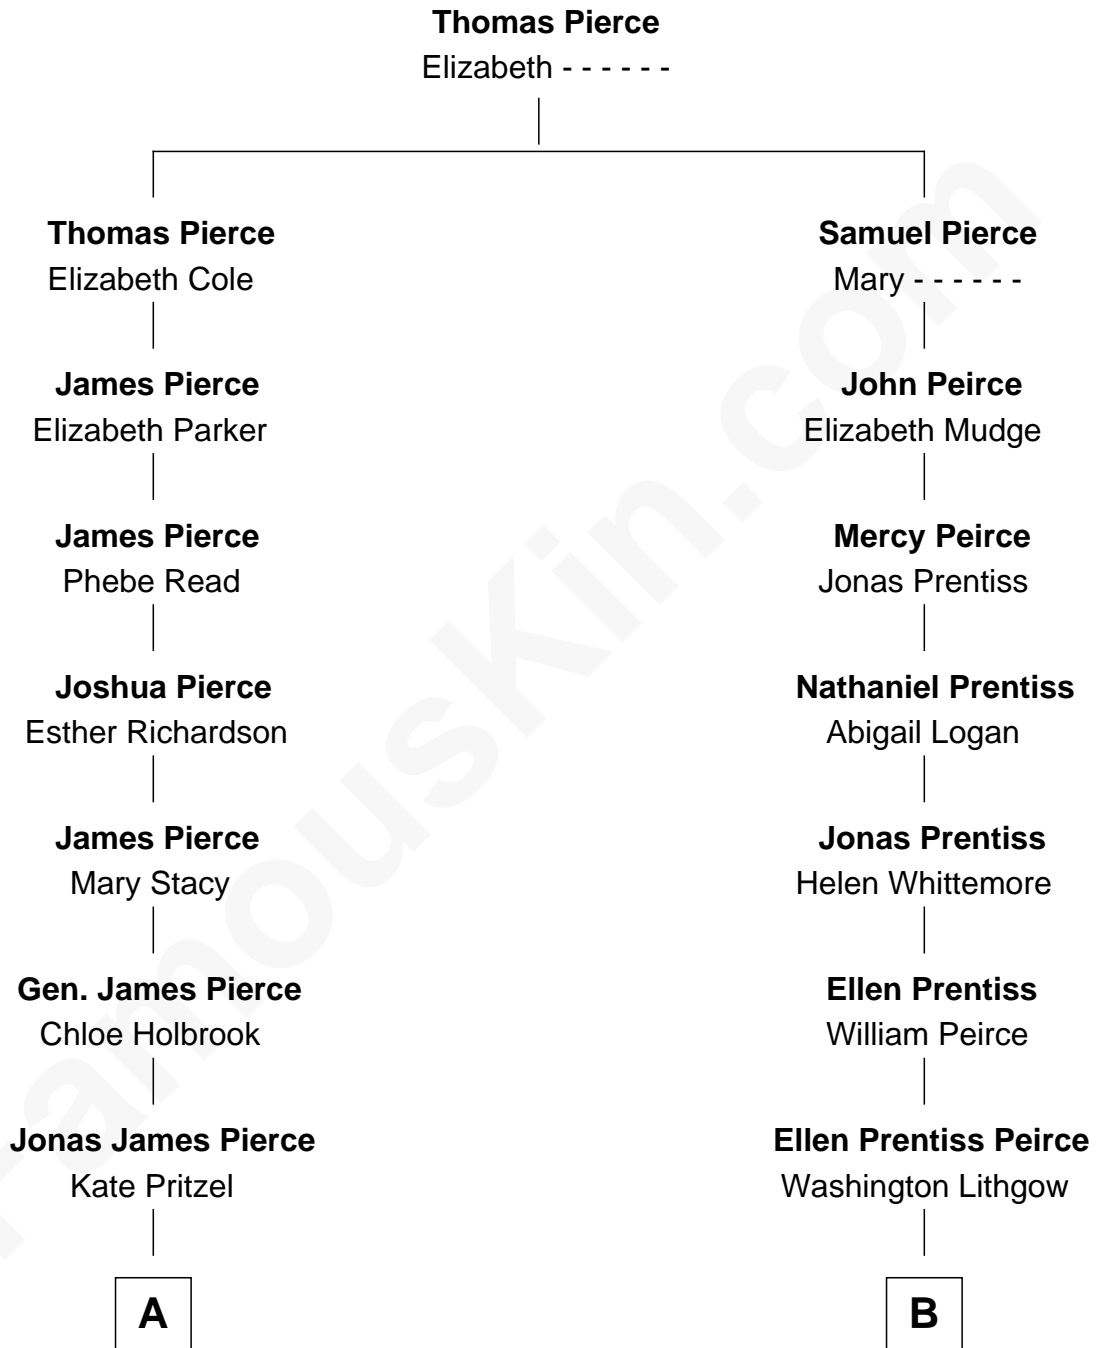 Thomas Pierce
Elizabeth - - - - - -
Thomas Pierce
Elizabeth Cole
Samuel Pierce
Mary - - - - - -
James Pierce
Elizabeth Parker
John Peirce
Elizabeth Mudge
James Pierce
Phebe Read
Mercy Peirce
Jonas Prentiss
Joshua Pierce
Esther Richardson
Nathaniel Prentiss
Abigail Logan
James Pierce
Mary Stacy
Jonas Prentiss
Helen Whittemore
Gen. James Pierce
Chloe Holbrook
Ellen Prentiss
William Peirce
Jonas James Pierce
Kate Pritzel
Ellen Prentiss Peirce
Washington Lithgow
A
B
FamousKin.com